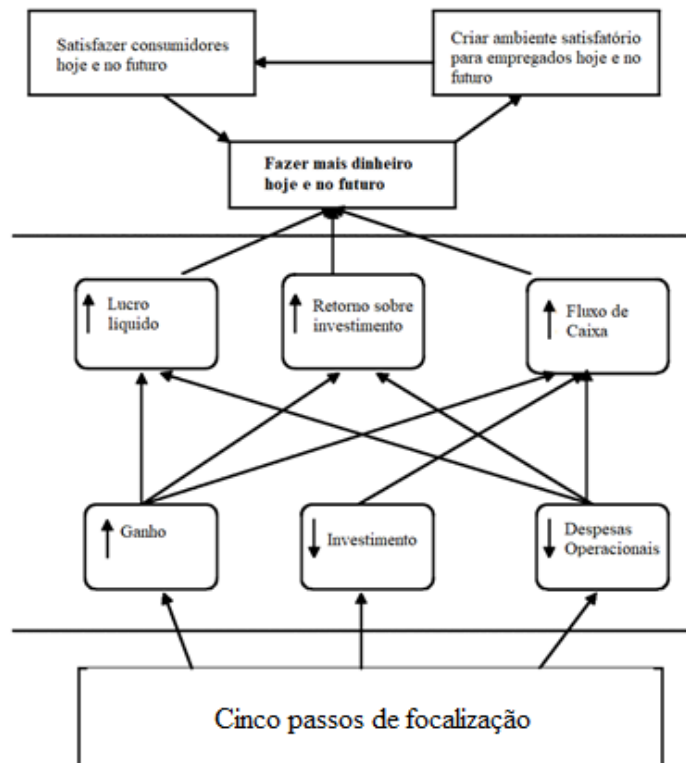 Satisfazer consumidores
hoje e no futuro
Criar ambiente satisfatório
para empregados hoje e no
futuro
Fazer mais dinheiro
hoje e no futuro
Lucro
líquido
Retorno sobre
investimento
Fluxo de
Caixa
Ganho
Investimento
Despesas
Operacionais
Cinco passos de focalização